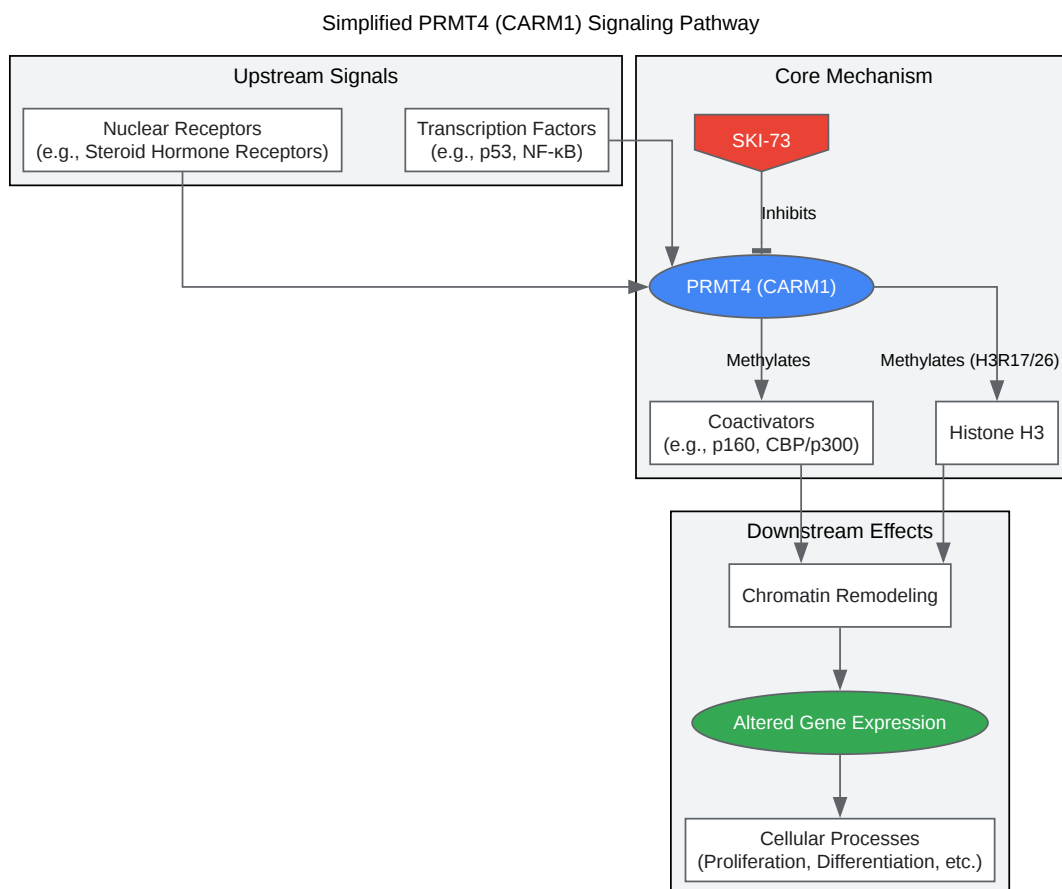 Simplified PRMT4 (CARM1) Signaling Pathway
Upstream Signals
Nuclear Receptors
(e.g., Steroid Hormone Receptors)
Transcription Factors
(e.g., p53, NF-κB)
Core Mechanism
SKI-73
Inhibits
PRMT4 (CARM1)
Methylates
Methylates (H3R17/26)
Coactivators
(e.g., p160, CBP/p300)
Histone H3
Downstream Effects
Chromatin Remodeling
Altered Gene Expression
Cellular Processes
(Proliferation, Differentiation, etc.)